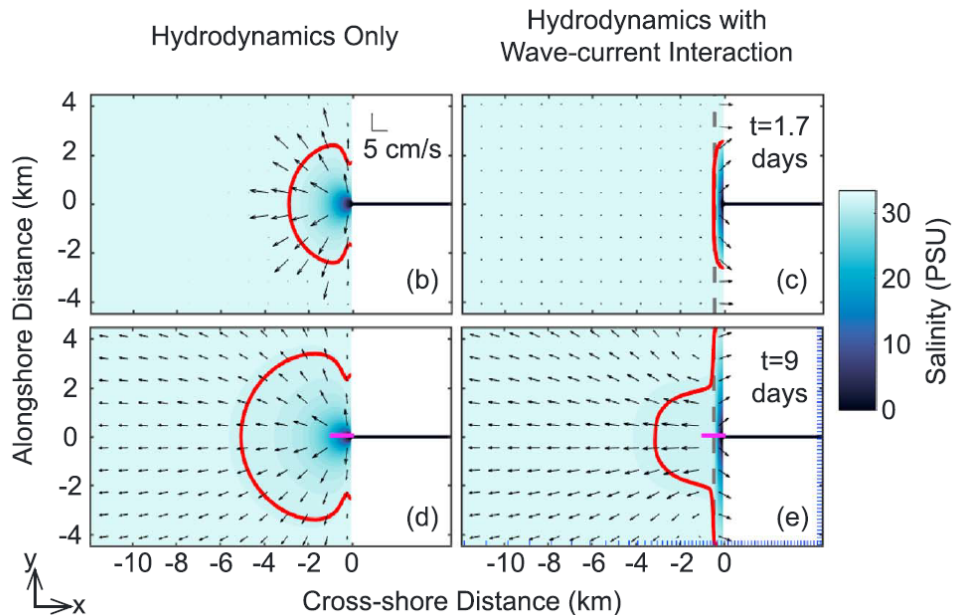 Hydrodynamics Only
Hydrodynamics with
Wave-current Interaction
4
2
0
-2
-4
5 cm/s
(b)
t=1.7
days
(c)
4
2
0
-2
-4
(d)
t=9
days
(e)
-10 -8 -6 -4 -2 0
-10 -8 -6 -4 -2 0
Alongshore Distance (km)
Cross-shore Distance (km)
30
20
10
0
Salinity (PSU)
y
x